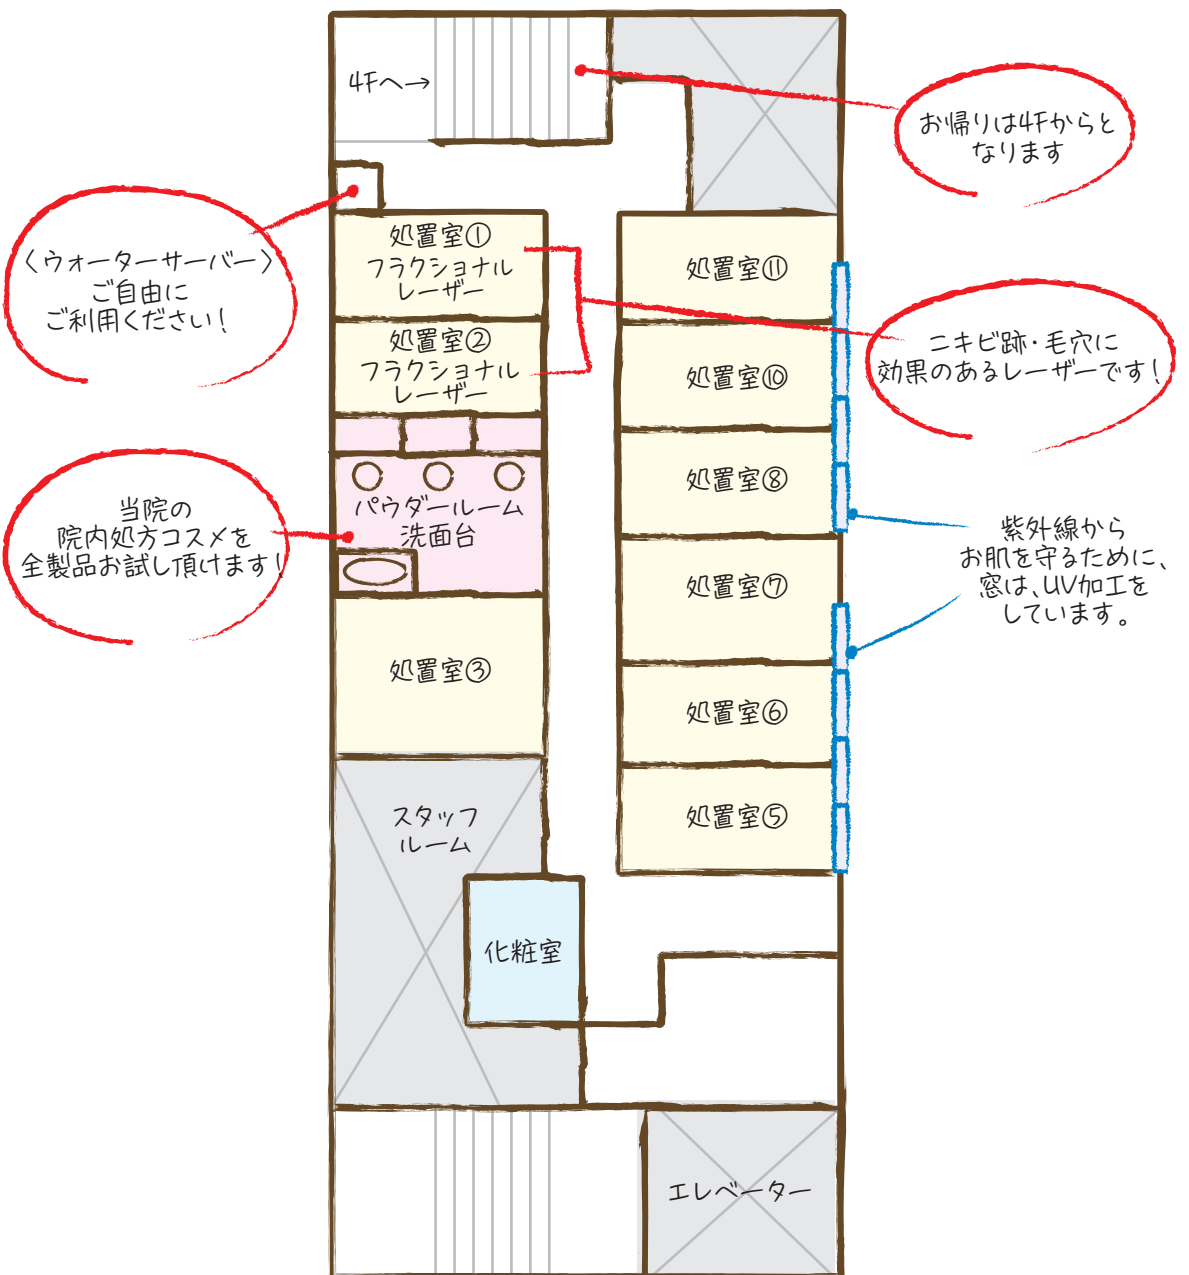 4Fへ→
お帰りは4Fからと
なります
〈ウォーターサーバー〉
ご自由に
ご利用ください！
処置室①
フラクショナル
レーザー
処置室②
フラクショナル
レーザー
処置室⑪
処置室⑩
ニキビ跡・毛穴に
効果のあるレーザーです！
処置室⑧
当院の
院内処方コスメを
全製品お試し頂けます！
パウダールーム
洗面台
紫外線から
お肌を守るために、
窓は、UV加工を
しています。
処置室⑦
処置室③
処置室⑥
処置室⑤
スタッフ
ルーム
化粧室
エレベーター